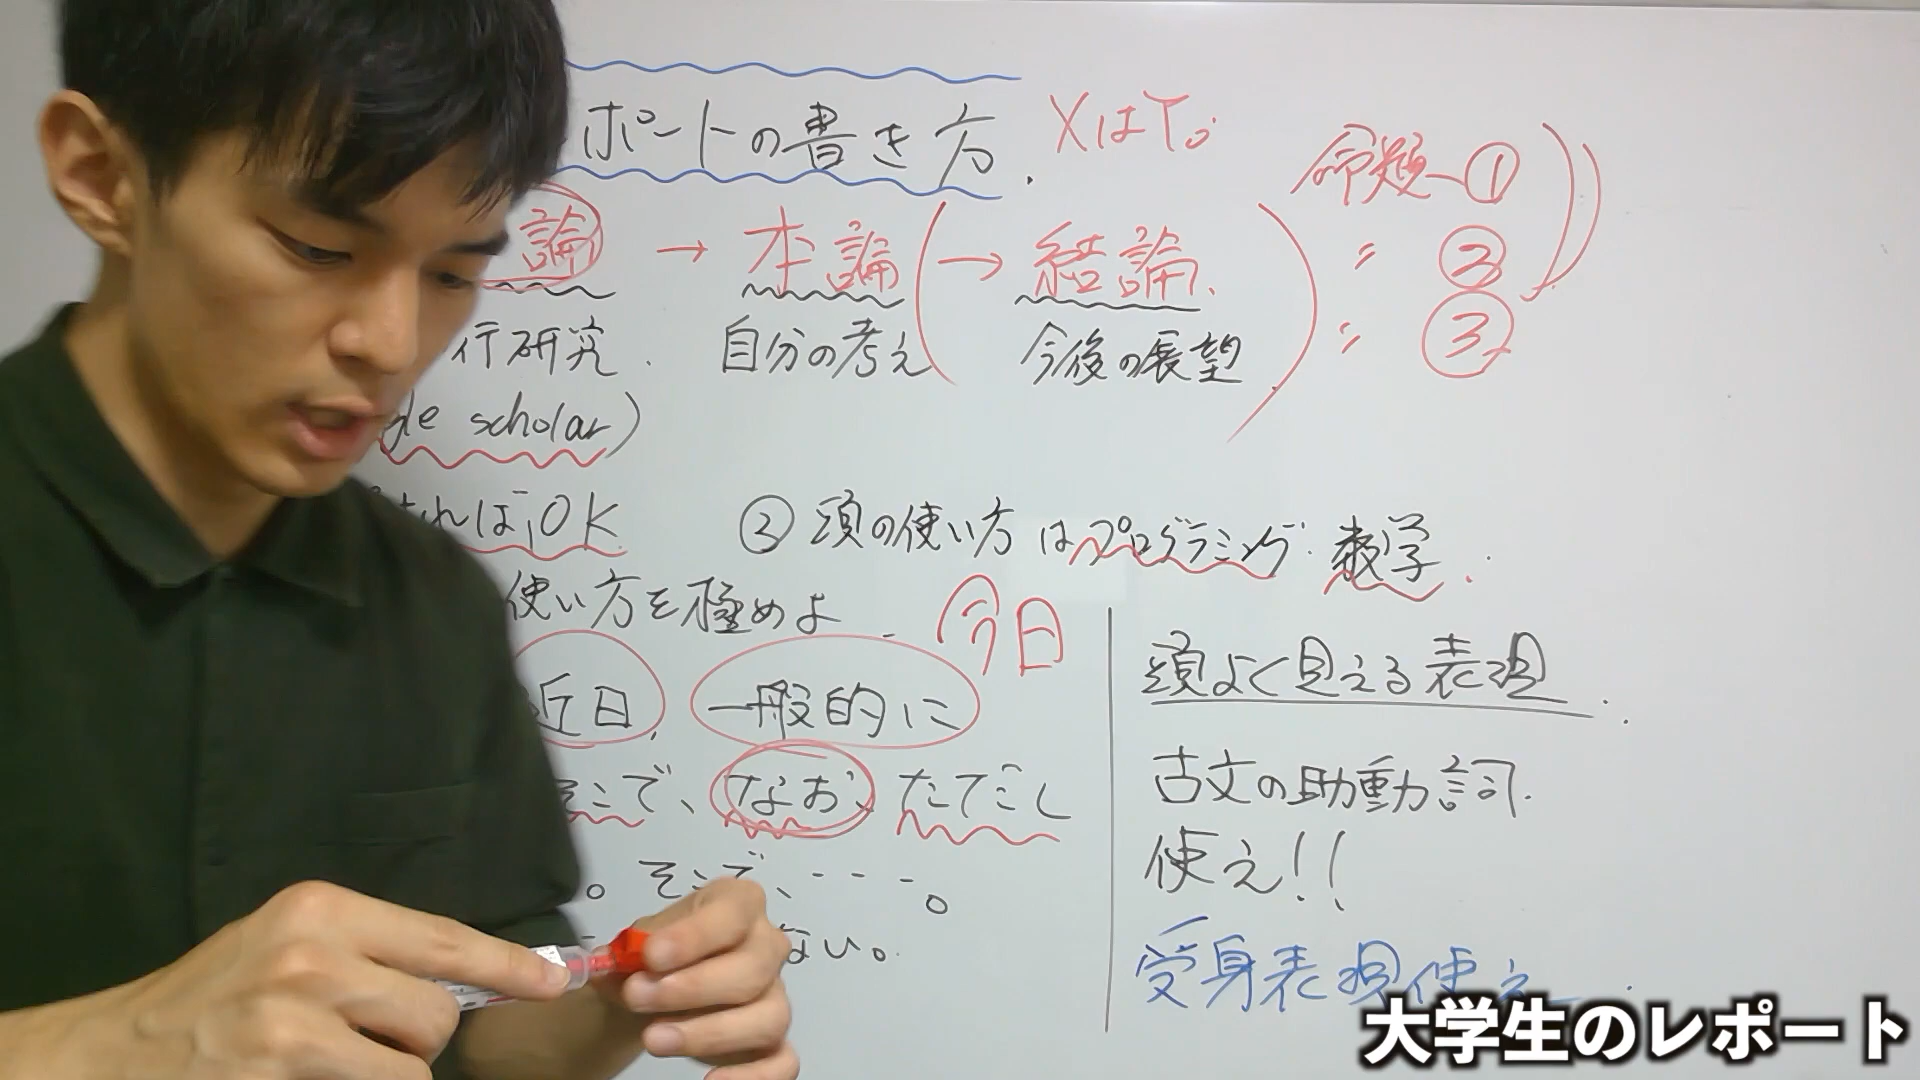 ポートの書き方.
XはY。
命題-①
〃 ②
〃 ③
論 → 本論 (→ 結論.)
行研究. 自分の考え 今後の展望.
gle scholar)
ればOK
② 頭の使い方はプログラミング・数学.
使い方を極めよ.
今日
近日, 一般的に
そこで、なお、ただし
。そこで、----。
ない。
頭よく見える表現.
古文の助動詞.
使え!!
受身表現使え.
大学生のレポート